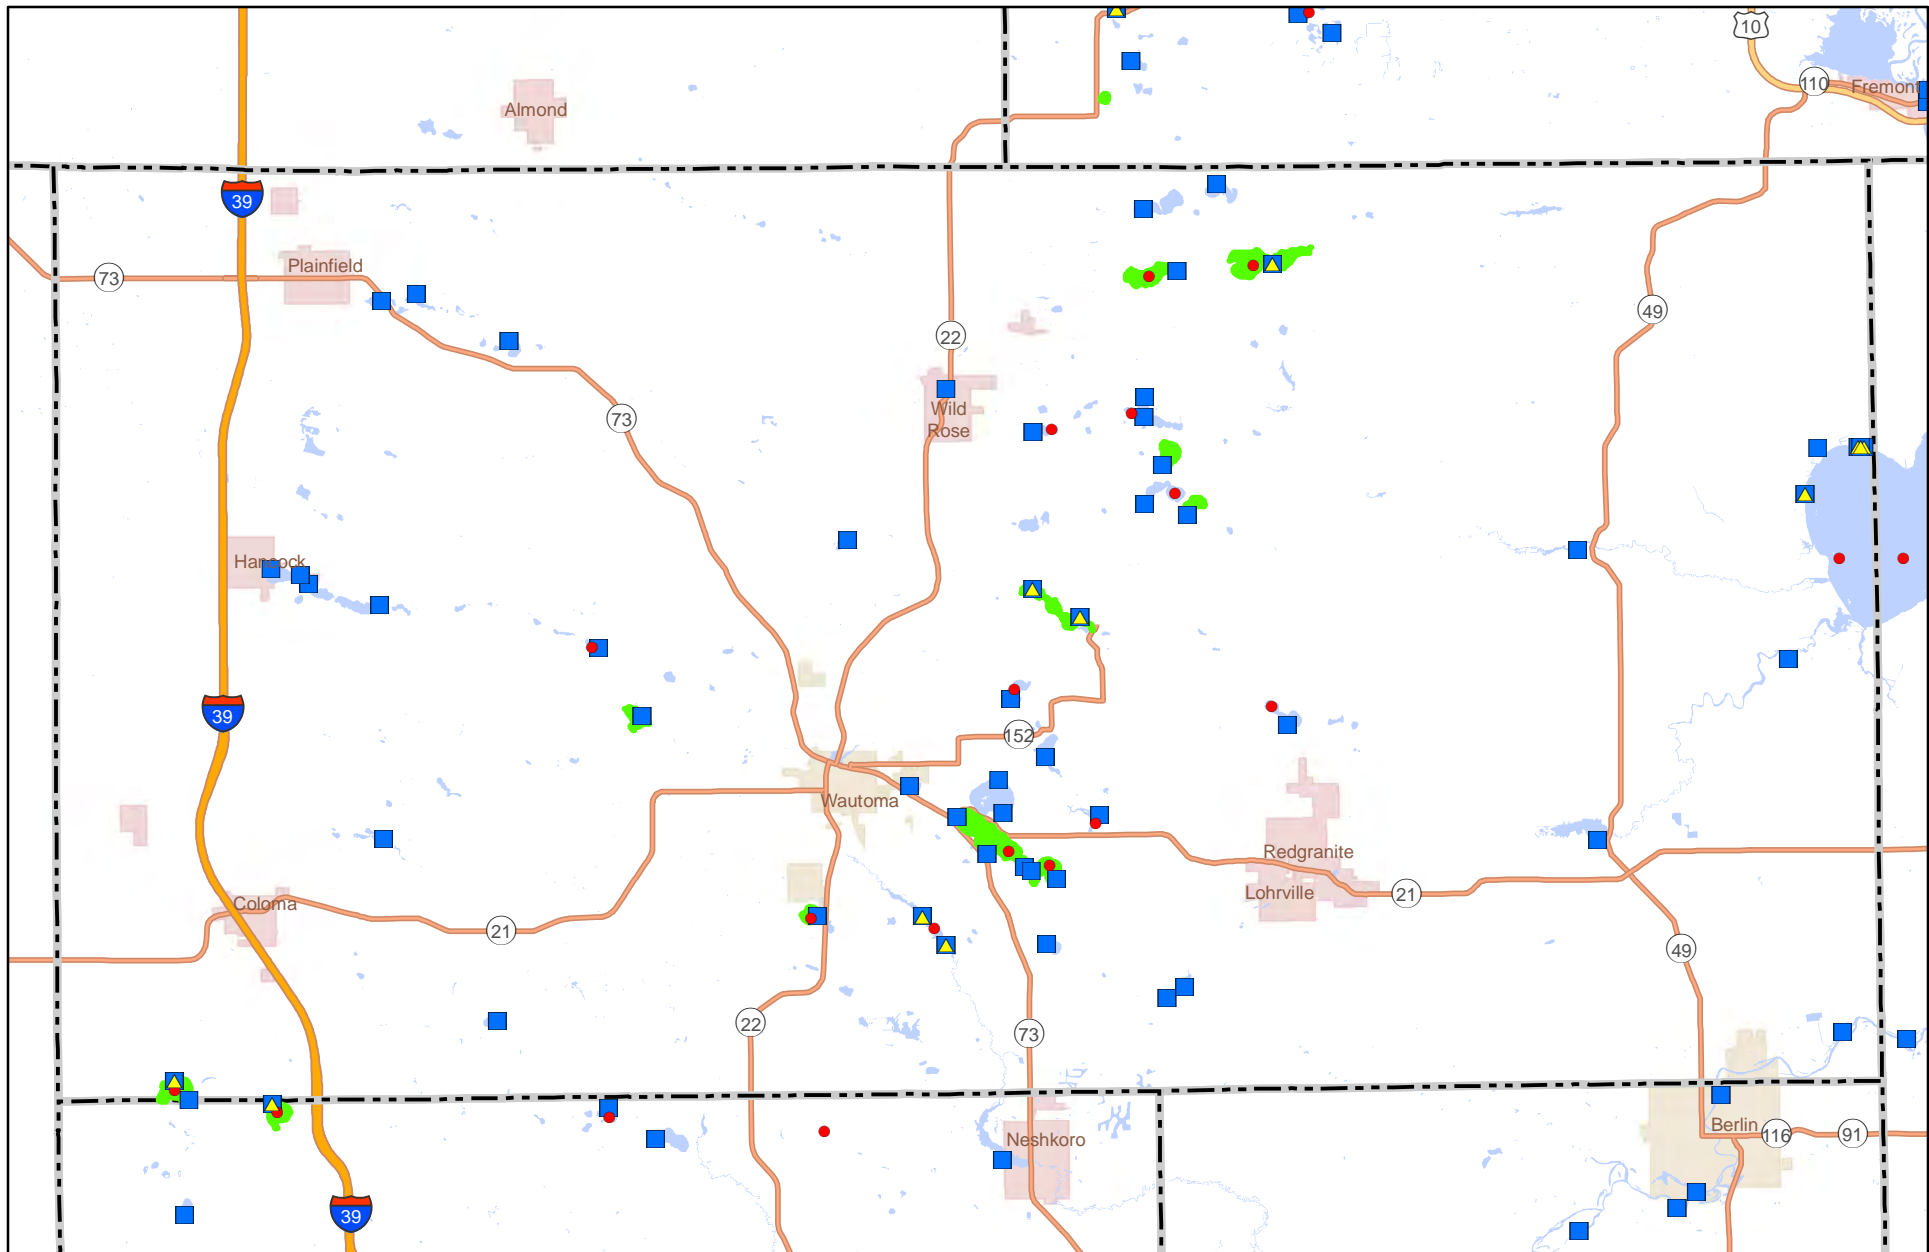 10
110
Fremont
Almond
39
Plainfield
73
49
22
73
Wild
Rose
Hancock
39
152
Wautoma
Redgranite
Lohrville
21
Coloma
21
49
22
73
Berlin
116
91
Neshkoro
39